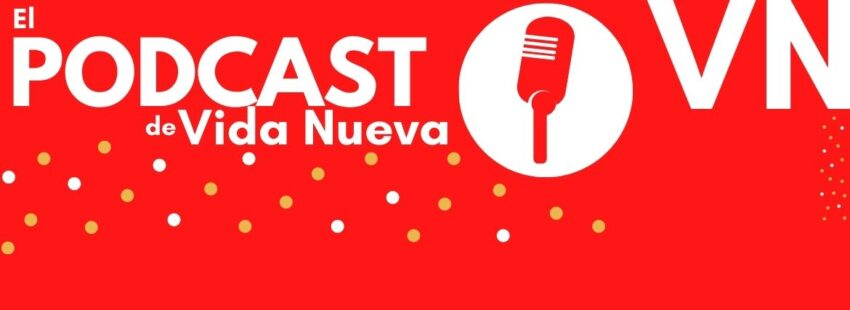 El
PODCAST
de Vida Nueva
VN